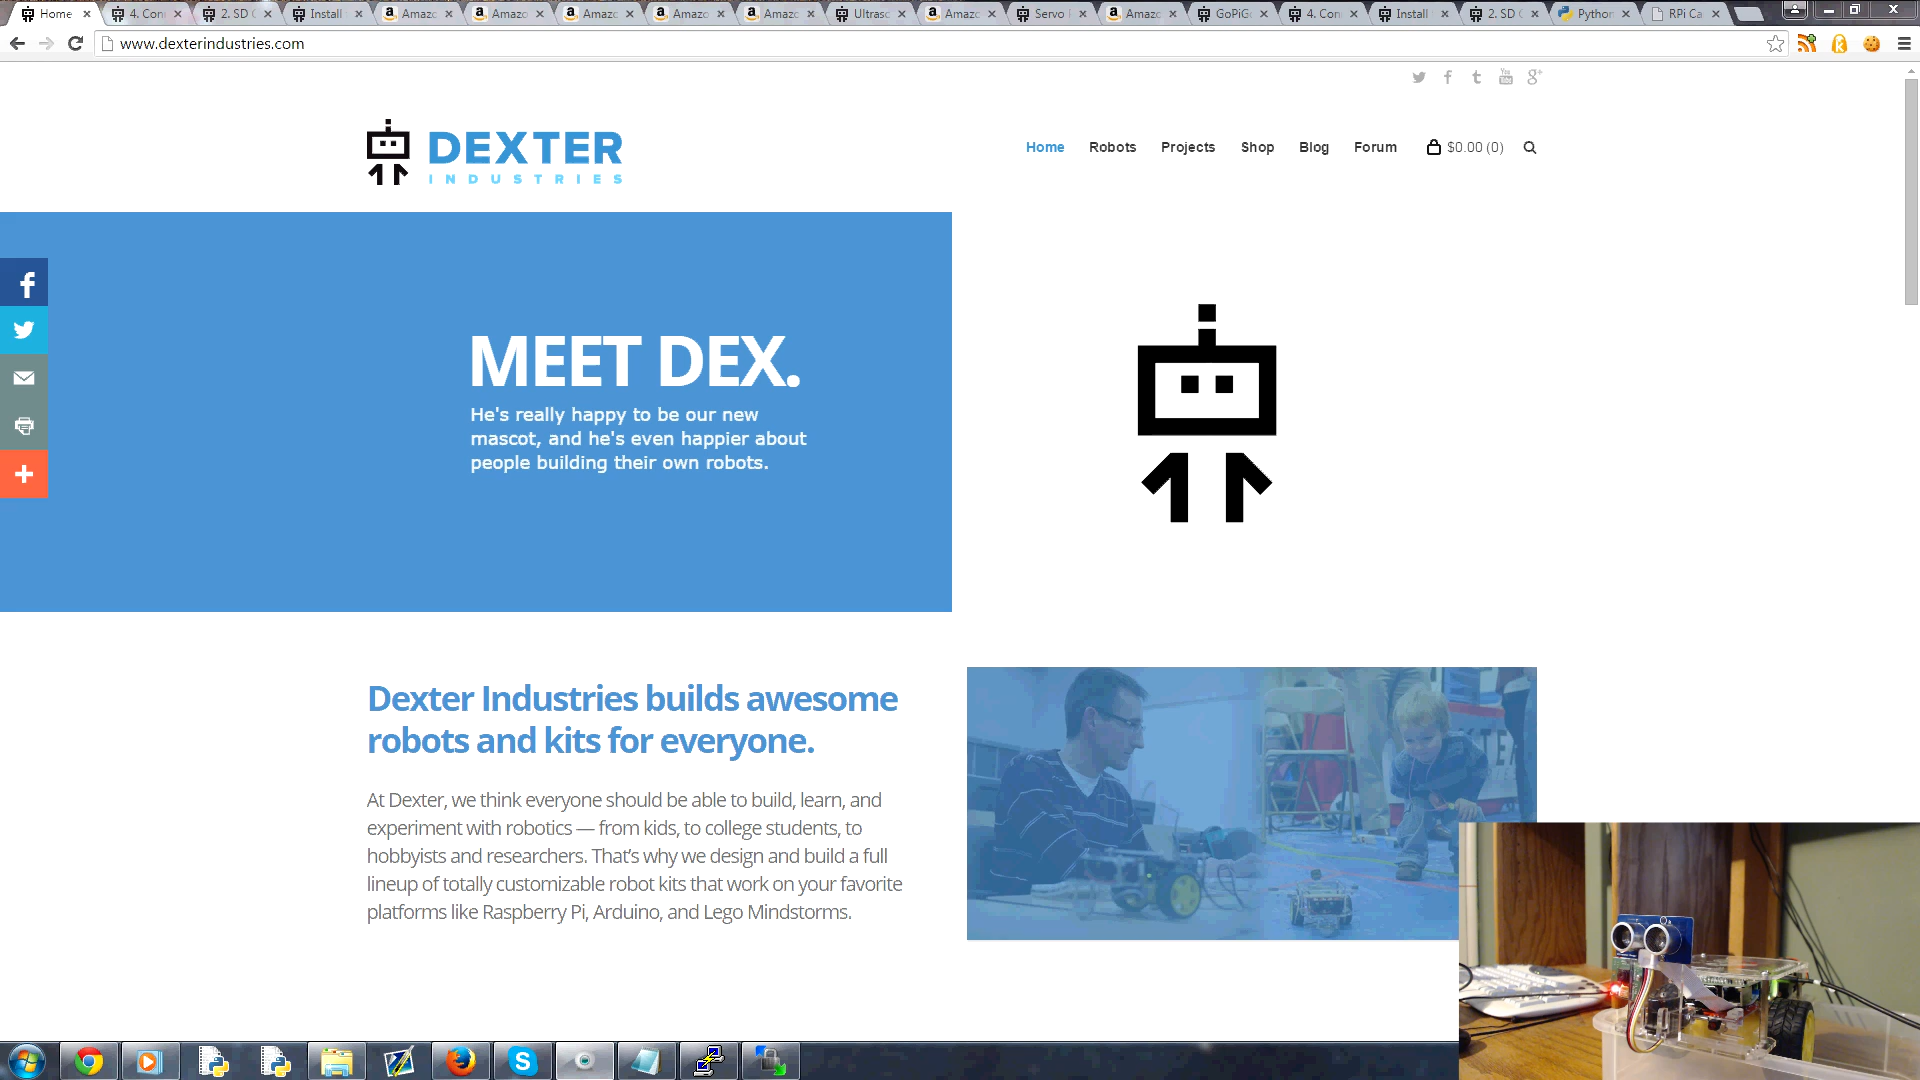 Home
4. Con
2. SD
Install
Amazo
Amazo
Amazo
Amazo
Amazo
Ultraso
Amazo
Servo
Amazo
GoPiG
4. Con
Install
2. SD
Python
RPi Ca
www.dexterindustries.com
DEXTER
INDUSTRIES
Home Robots Projects Shop Blog Forum $0.00 (0)
MEET DEX.
He's really happy to be our new
mascot, and he's even happier about
people building their own robots.
Dexter Industries builds awesome
robots and kits for everyone.
At Dexter, we think everyone should be able to build, learn, and
experiment with robotics — from kids, to college students, to
hobbyists and researchers. That's why we design and build a full
lineup of totally customizable robot kits that work on your favorite
platforms like Raspberry Pi, Arduino, and Lego Mindstorms.